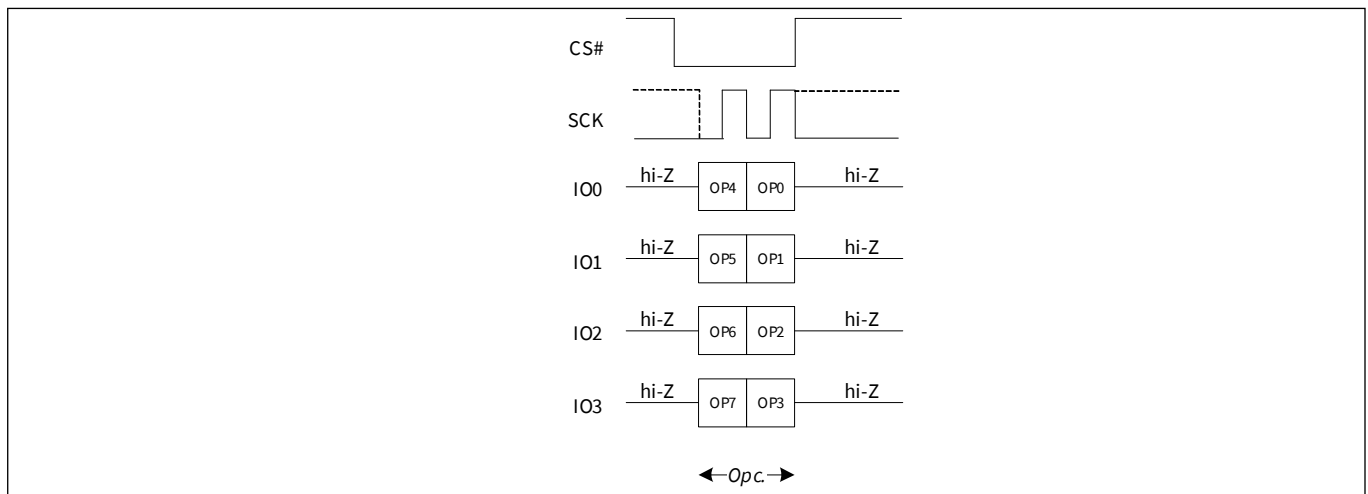 CS#
SCK
IO0 hi-Z OP4 OP0 hi-Z
IO1 hi-Z OP5 OP1 hi-Z
IO2 hi-Z OP6 OP2 hi-Z
IO3 hi-Z OP7 OP3 hi-Z
Opc.